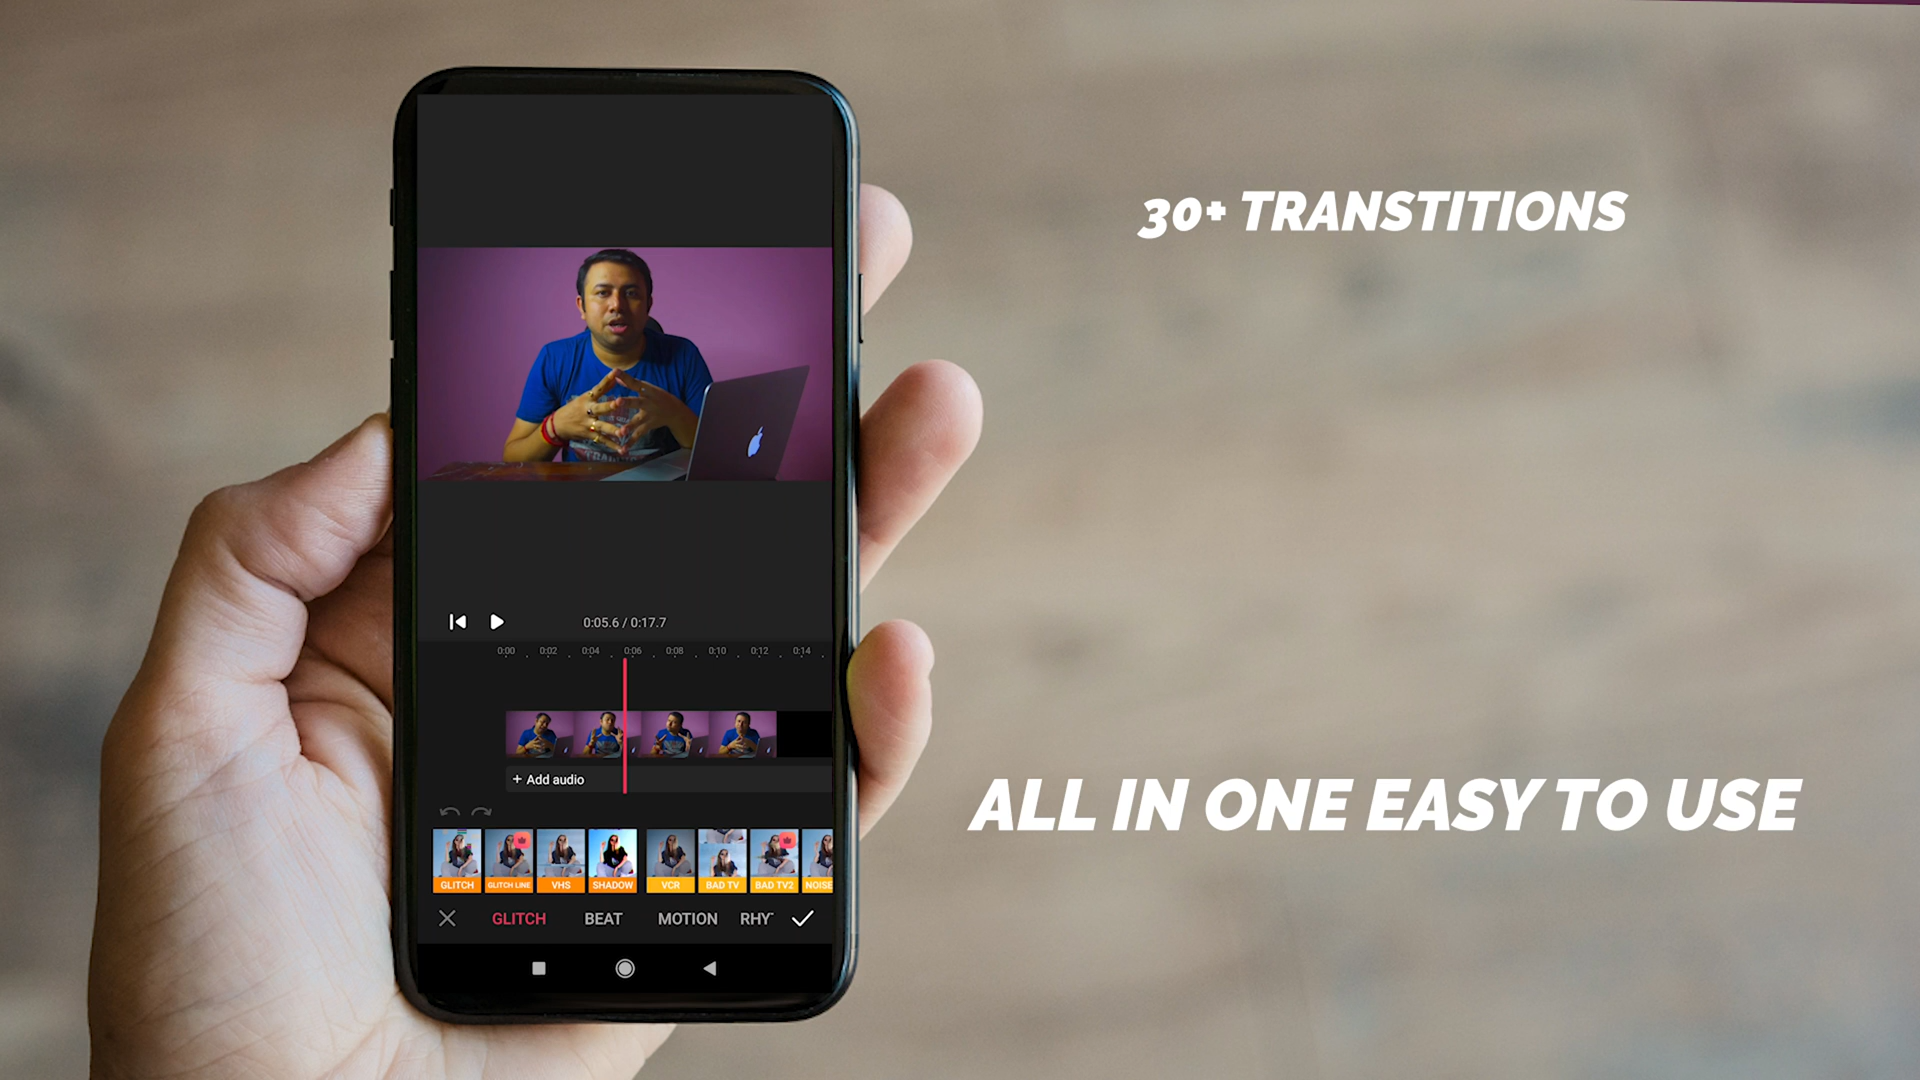 30+ TRANSTITIONS
ALL IN ONE EASY TO USE
0:05.6 / 0:17.7
0:00 0:02 0:04 0:06 0:08 0:10 0:12 0:14
+ Add audio
GLITCH GLITCH LINE VHS SHADOW VCR BAD TV BAD TV2 NOISE
GLITCH BEAT MOTION RHY